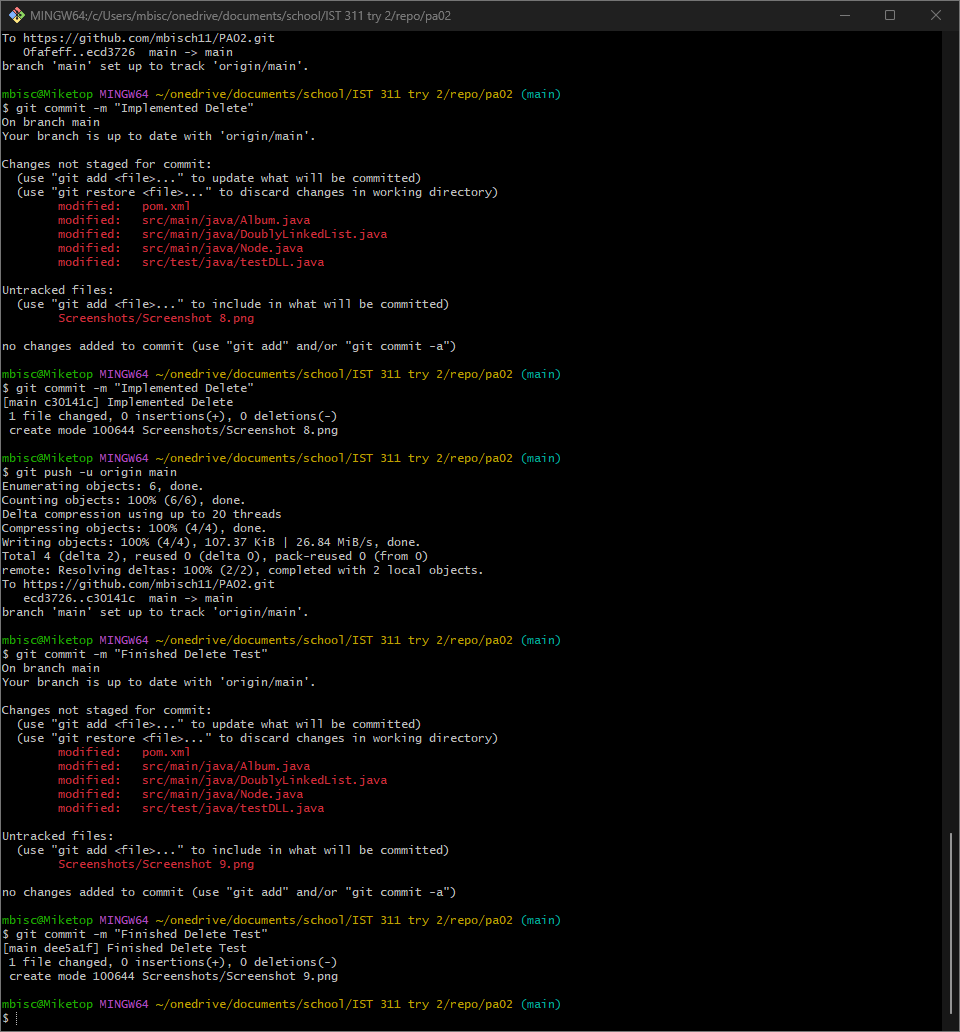 MINGW64:/c/Users/mbisc/onedrive/documents/school/IST 311 try 2/repo/pa02
To https://github.com/mbisch11/PA02.git
   0fafeff..ecd3726  main -> main
branch 'main' set up to track 'origin/main'.
mbisc@Miketop MINGW64 ~/onedrive/documents/school/IST 311 try 2/repo/pa02 (main)
$ git commit -m "Implemented Delete"
On branch main
Your branch is up to date with 'origin/main'.
Changes not staged for commit:
  (use "git add <file>..." to update what will be committed)
  (use "git restore <file>..." to discard changes in working directory)
        modified:   pom.xml
        modified:   src/main/java/Album.java
        modified:   src/main/java/DoublyLinkedList.java
        modified:   src/main/java/Node.java
        modified:   src/test/java/testDLL.java
Untracked files:
  (use "git add <file>..." to include in what will be committed)
        Screenshots/Screenshot 8.png
no changes added to commit (use "git add" and/or "git commit -a")
mbisc@Miketop MINGW64 ~/onedrive/documents/school/IST 311 try 2/repo/pa02 (main)
$ git commit -m "Implemented Delete"
[main c30141c] Implemented Delete
 1 file changed, 0 insertions(+), 0 deletions(-)
 create mode 100644 Screenshots/Screenshot 8.png
mbisc@Miketop MINGW64 ~/onedrive/documents/school/IST 311 try 2/repo/pa02 (main)
$ git push -u origin main
Enumerating objects: 6, done.
Counting objects: 100% (6/6), done.
Delta compression using up to 20 threads
Compressing objects: 100% (4/4), done.
Writing objects: 100% (4/4), 107.37 KiB | 26.84 MiB/s, done.
Total 4 (delta 2), reused 0 (delta 0), pack-reused 0 (from 0)
remote: Resolving deltas: 100% (2/2), completed with 2 local objects.
To https://github.com/mbisch11/PA02.git
   ecd3726..c30141c  main -> main
branch 'main' set up to track 'origin/main'.
mbisc@Miketop MINGW64 ~/onedrive/documents/school/IST 311 try 2/repo/pa02 (main)
$ git commit -m "Finished Delete Test"
On branch main
Your branch is up to date with 'origin/main'.
Changes not staged for commit:
  (use "git add <file>..." to update what will be committed)
  (use "git restore <file>..." to discard changes in working directory)
        modified:   pom.xml
        modified:   src/main/java/Album.java
        modified:   src/main/java/DoublyLinkedList.java
        modified:   src/main/java/Node.java
        modified:   src/test/java/testDLL.java
Untracked files:
  (use "git add <file>..." to include in what will be committed)
        Screenshots/Screenshot 9.png
no changes added to commit (use "git add" and/or "git commit -a")
mbisc@Miketop MINGW64 ~/onedrive/documents/school/IST 311 try 2/repo/pa02 (main)
$ git commit -m "Finished Delete Test"
[main dee5a1f] Finished Delete Test
 1 file changed, 0 insertions(+), 0 deletions(-)
 create mode 100644 Screenshots/Screenshot 9.png
mbisc@Miketop MINGW64 ~/onedrive/documents/school/IST 311 try 2/repo/pa02 (main)
$